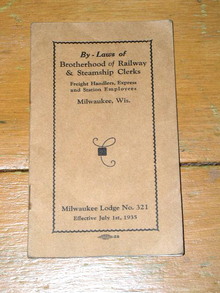 By-Laws of
Brotherhood of Railway
& Steamship Clerks
Freight Handlers, Express
and Station Employees
Milwaukee, Wis.
Milwaukee Lodge No. 321
Effective July 1st, 1935